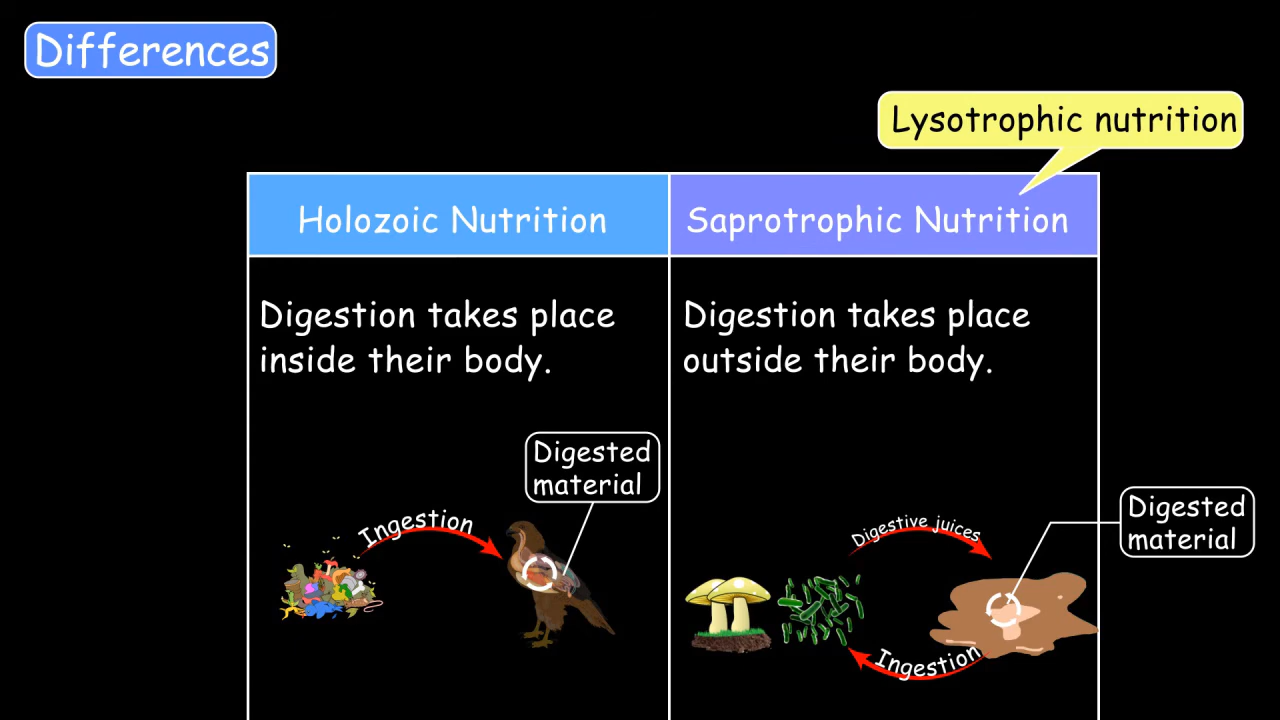 Differences
Lysotrophic nutrition
Holozoic Nutrition
Saprotrophic Nutrition
Digestion takes place
inside their body.
Digestion takes place
outside their body.
Digested
material
Ingestion
Digestive juices
Digested
material
Ingestion